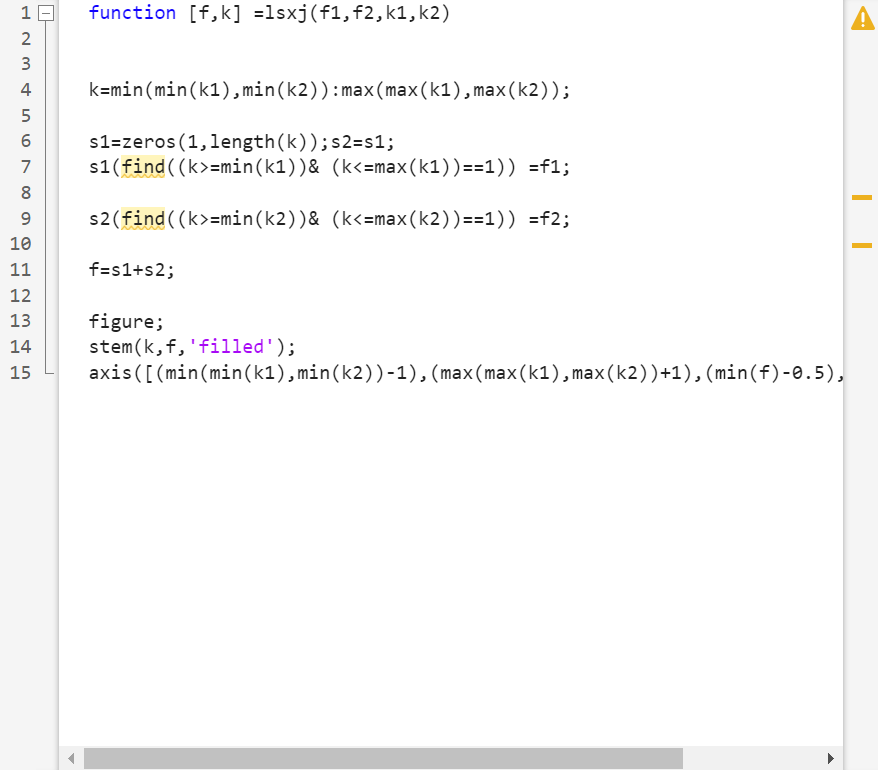 1 function [f,k] =lsxj(f1,f2,k1,k2)
2
3
4 k=min(min(k1),min(k2)):max(max(k1),max(k2));
5
6 s1=zeros(1,length(k));s2=s1;
7 s1(find((k>=min(k1))& (k<=max(k1))==1)) =f1;
8
9 s2(find((k>=min(k2))& (k<=max(k2))==1)) =f2;
10
11 f=s1+s2;
12
13 figure;
14 stem(k,f,'filled');
15 axis([(min(min(k1),min(k2))-1),(max(max(k1),max(k2))+1),(min(f)-0.5),